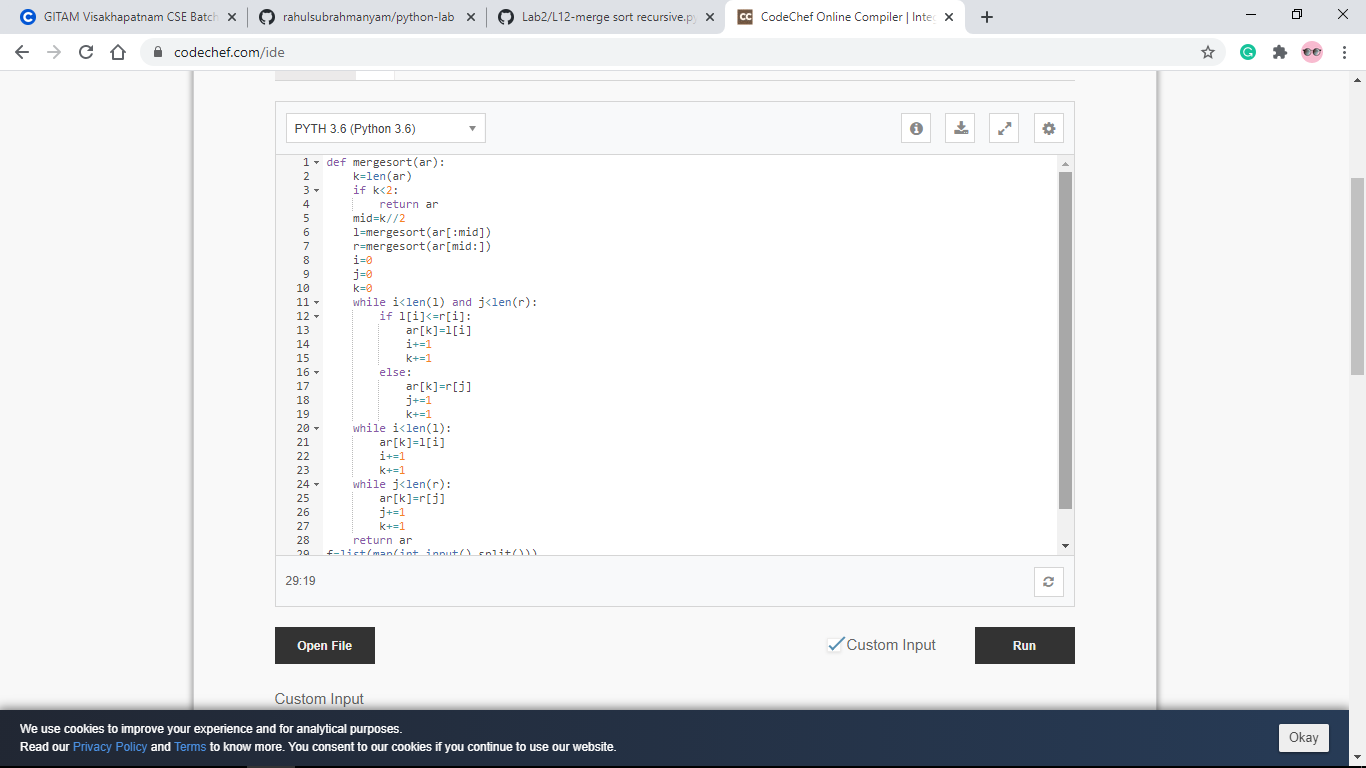 GITAM Visakhapatnam CSE Batch
rahulsubrahmanyam/python-lab
Lab2/L12-merge sort recursive.py
CodeChef Online Compiler | Inte
codechef.com/ide
PYTH 3.6 (Python 3.6)
1 def mergesort(ar):
2 k=len(ar)
3 if k<2:
4 return ar
5 mid=k//2
6 l=mergesort(ar[:mid])
7 r=mergesort(ar[mid:])
8 i=0
9 j=0
10 k=0
11 while i<len(l) and j<len(r):
12 if l[i]<=r[i]:
13 ar[k]=l[i]
14 i+=1
15 k+=1
16 else:
17 ar[k]=r[j]
18 j+=1
19 k+=1
20 while i<len(l):
21 ar[k]=l[i]
22 i+=1
23 k+=1
24 while j<len(r):
25 ar[k]=r[j]
26 j+=1
27 k+=1
28 return ar
29 f=list(map(int,input().split()))
29:19
Open File
Custom Input
Run
Custom Input
We use cookies to improve your experience and for analytical purposes.
Read our Privacy Policy and Terms to know more. You consent to our cookies if you continue to use our website.
Okay